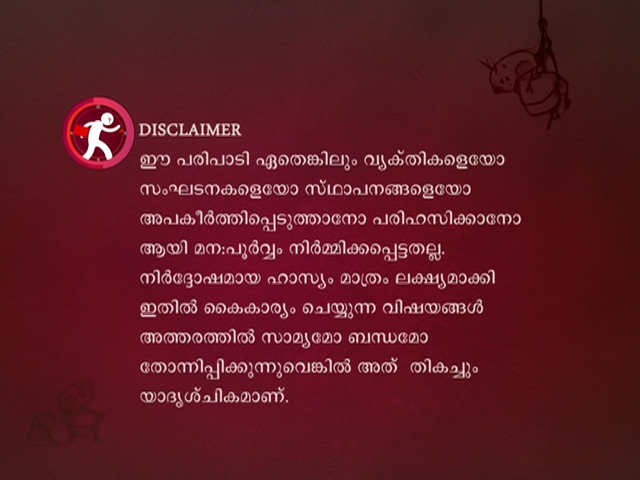 DISCLAIMER
ഈ പരിപാടി ഏതെങ്കിലും വ്യക്തികളെയോ
സംഘടനകളെയോ സ്ഥാപനങ്ങളെയോ
അപകീർത്തിപ്പെടുത്താനോ പരിഹസിക്കാനോ
ആയി മന:പൂർവ്വം നിർമ്മിക്കപ്പെട്ടതല്ല.
നിർദ്ദോഷമായ ഹാസ്യം മാത്രം ലക്ഷ്യമാക്കി
ഇതിൽ കൈകാര്യം ചെയ്യുന്ന വിഷയങ്ങൾ
അത്തരത്തിൽ സാമ്യമോ ബന്ധമോ
തോന്നിപ്പിക്കുന്നുവെങ്കിൽ അത് തികച്ചും
യാദൃശ്ചികമാണ്.